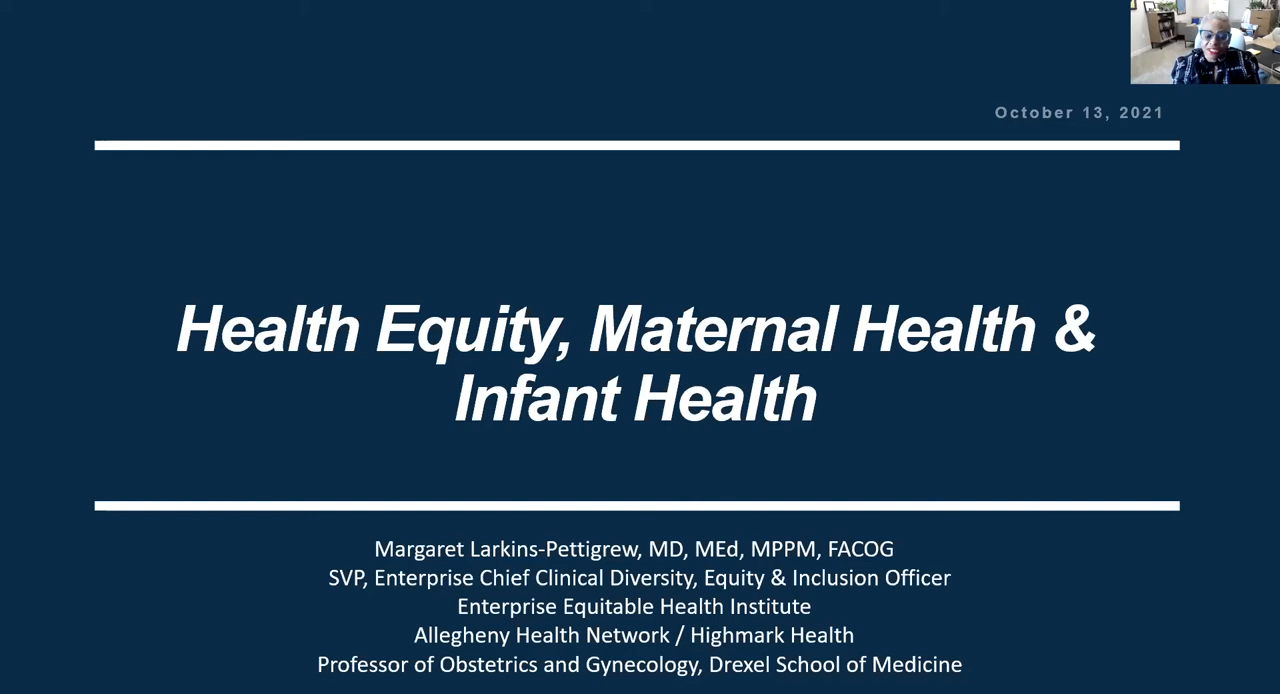 October 13, 2021
Health Equity, Maternal Health &
Infant Health
Margaret Larkins-Pettigrew, MD, MEd, MPPM, FACOG
SVP, Enterprise Chief Clinical Diversity, Equity & Inclusion Officer
Enterprise Equitable Health Institute
Allegheny Health Network / Highmark Health
Professor of Obstetrics and Gynecology, Drexel School of Medicine